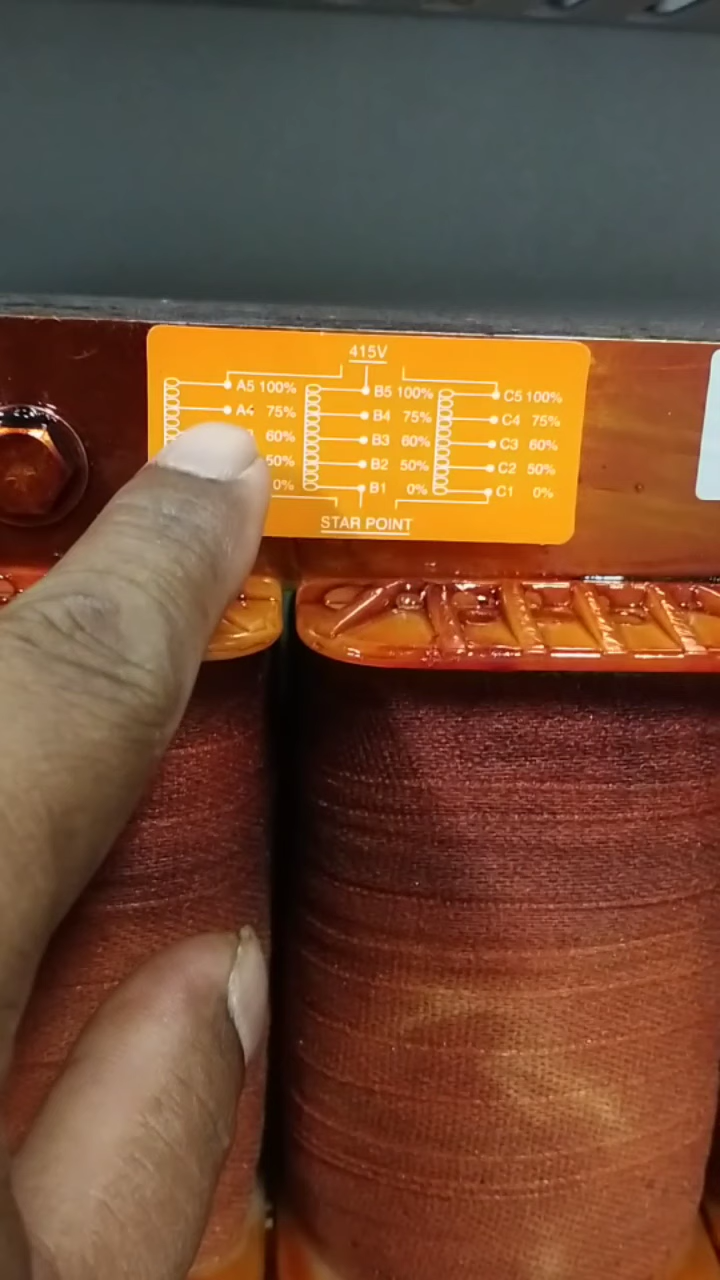 415V
A5 100% B5 100% C5 100%
A4 75% B4 75% C4 75%
60% B3 60% C3 60%
50% B2 50% C2 50%
0% B1 0% C1 0%
STAR POINT